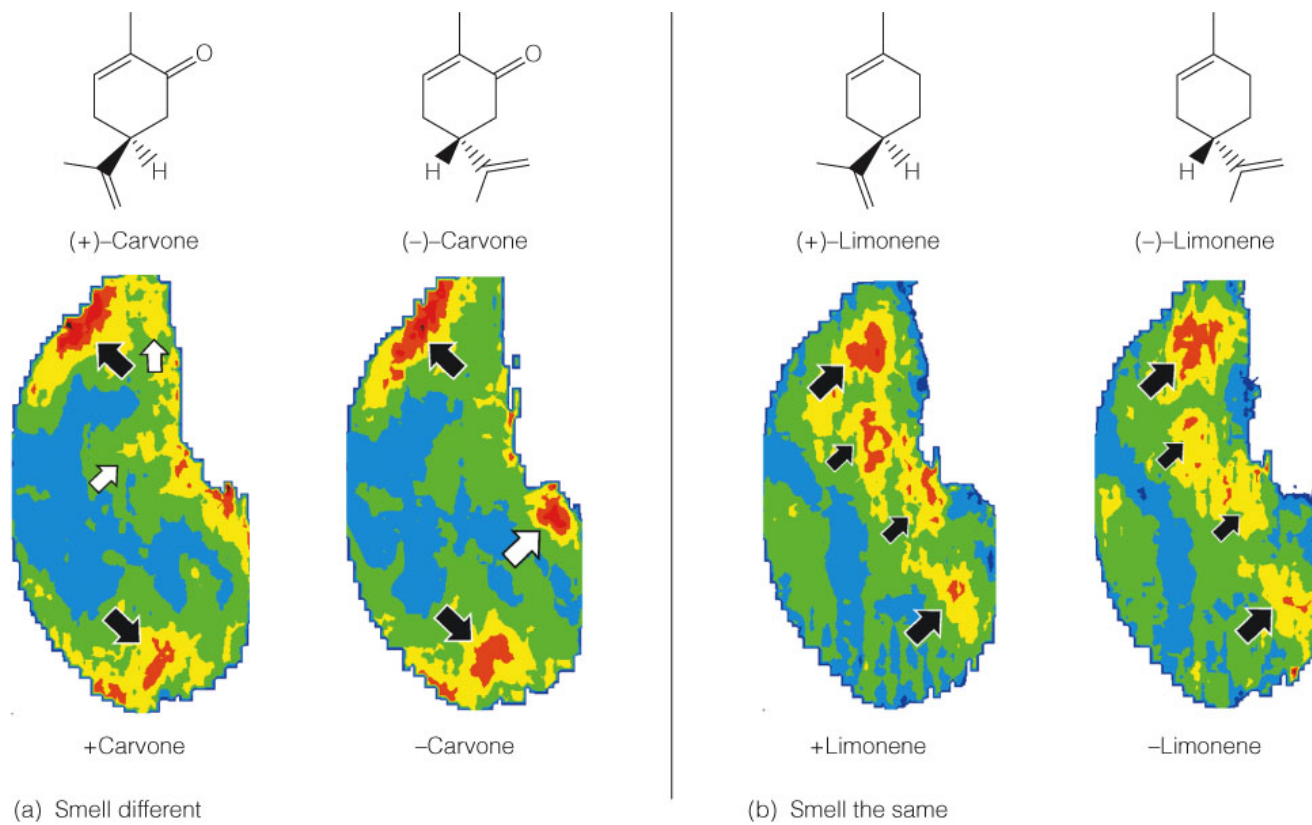 O
O
H
H
H
H
(+)–Carvone
(–)–Carvone
(+)–Limonene
(–)–Limonene
+Carvone
–Carvone
+Limonene
–Limonene
(a) Smell different
(b) Smell the same